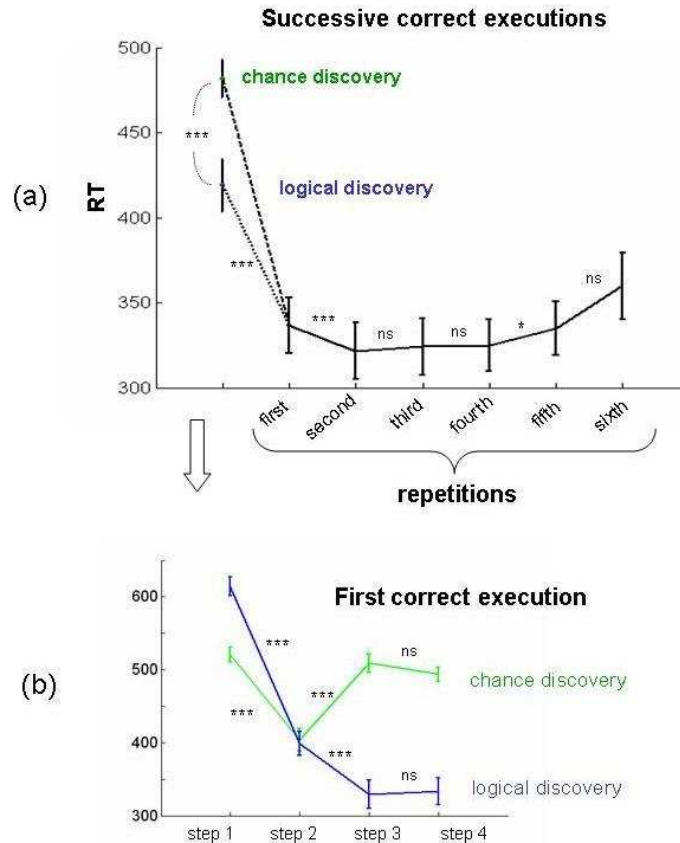 Successive correct executions
500
chance discovery
450
***
(a)
RT
logical discovery
400
***
350
***
ns
ns
*
ns
300
first
second
third
fourth
fifth
sixth
repetitions
600
First correct execution
***
ns
500
(b)
chance discovery
***
***
400
***
ns
logical discovery
300
step 1
step 2
step 3
step 4